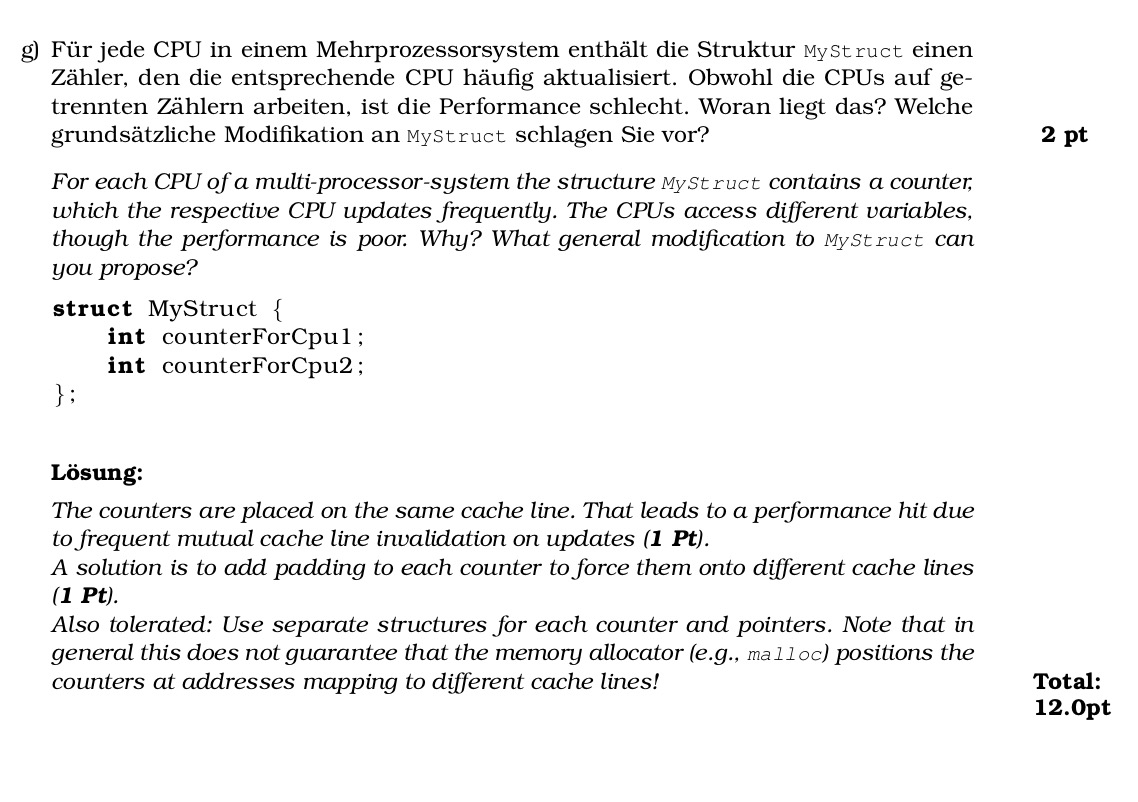 g) Für jede CPU in einem Mehrprozessorsystem enthält die Struktur MyStruct einen
Zähler, den die entsprechende CPU häufig aktualisiert. Obwohl die CPUs auf ge-
trennten Zählern arbeiten, ist die Performance schlecht. Woran liegt das? Welche
grundsätzliche Modifikation an MyStruct schlagen Sie vor? 2 pt
For each CPU of a multi-processor-system the structure MyStruct contains a counter,
which the respective CPU updates frequently. The CPUs access different variables,
though the performance is poor. Why? What general modification to MyStruct can
you propose?
struct MyStruct {
    int counterForCpu1;
    int counterForCpu2;
};
Lösung:
The counters are placed on the same cache line. That leads to a performance hit due
to frequent mutual cache line invalidation on updates (1 Pt).
A solution is to add padding to each counter to force them onto different cache lines
(1 Pt).
Also tolerated: Use separate structures for each counter and pointers. Note that in
general this does not guarantee that the memory allocator (e.g., malloc) positions the
counters at addresses mapping to different cache lines! Total:
12.0pt